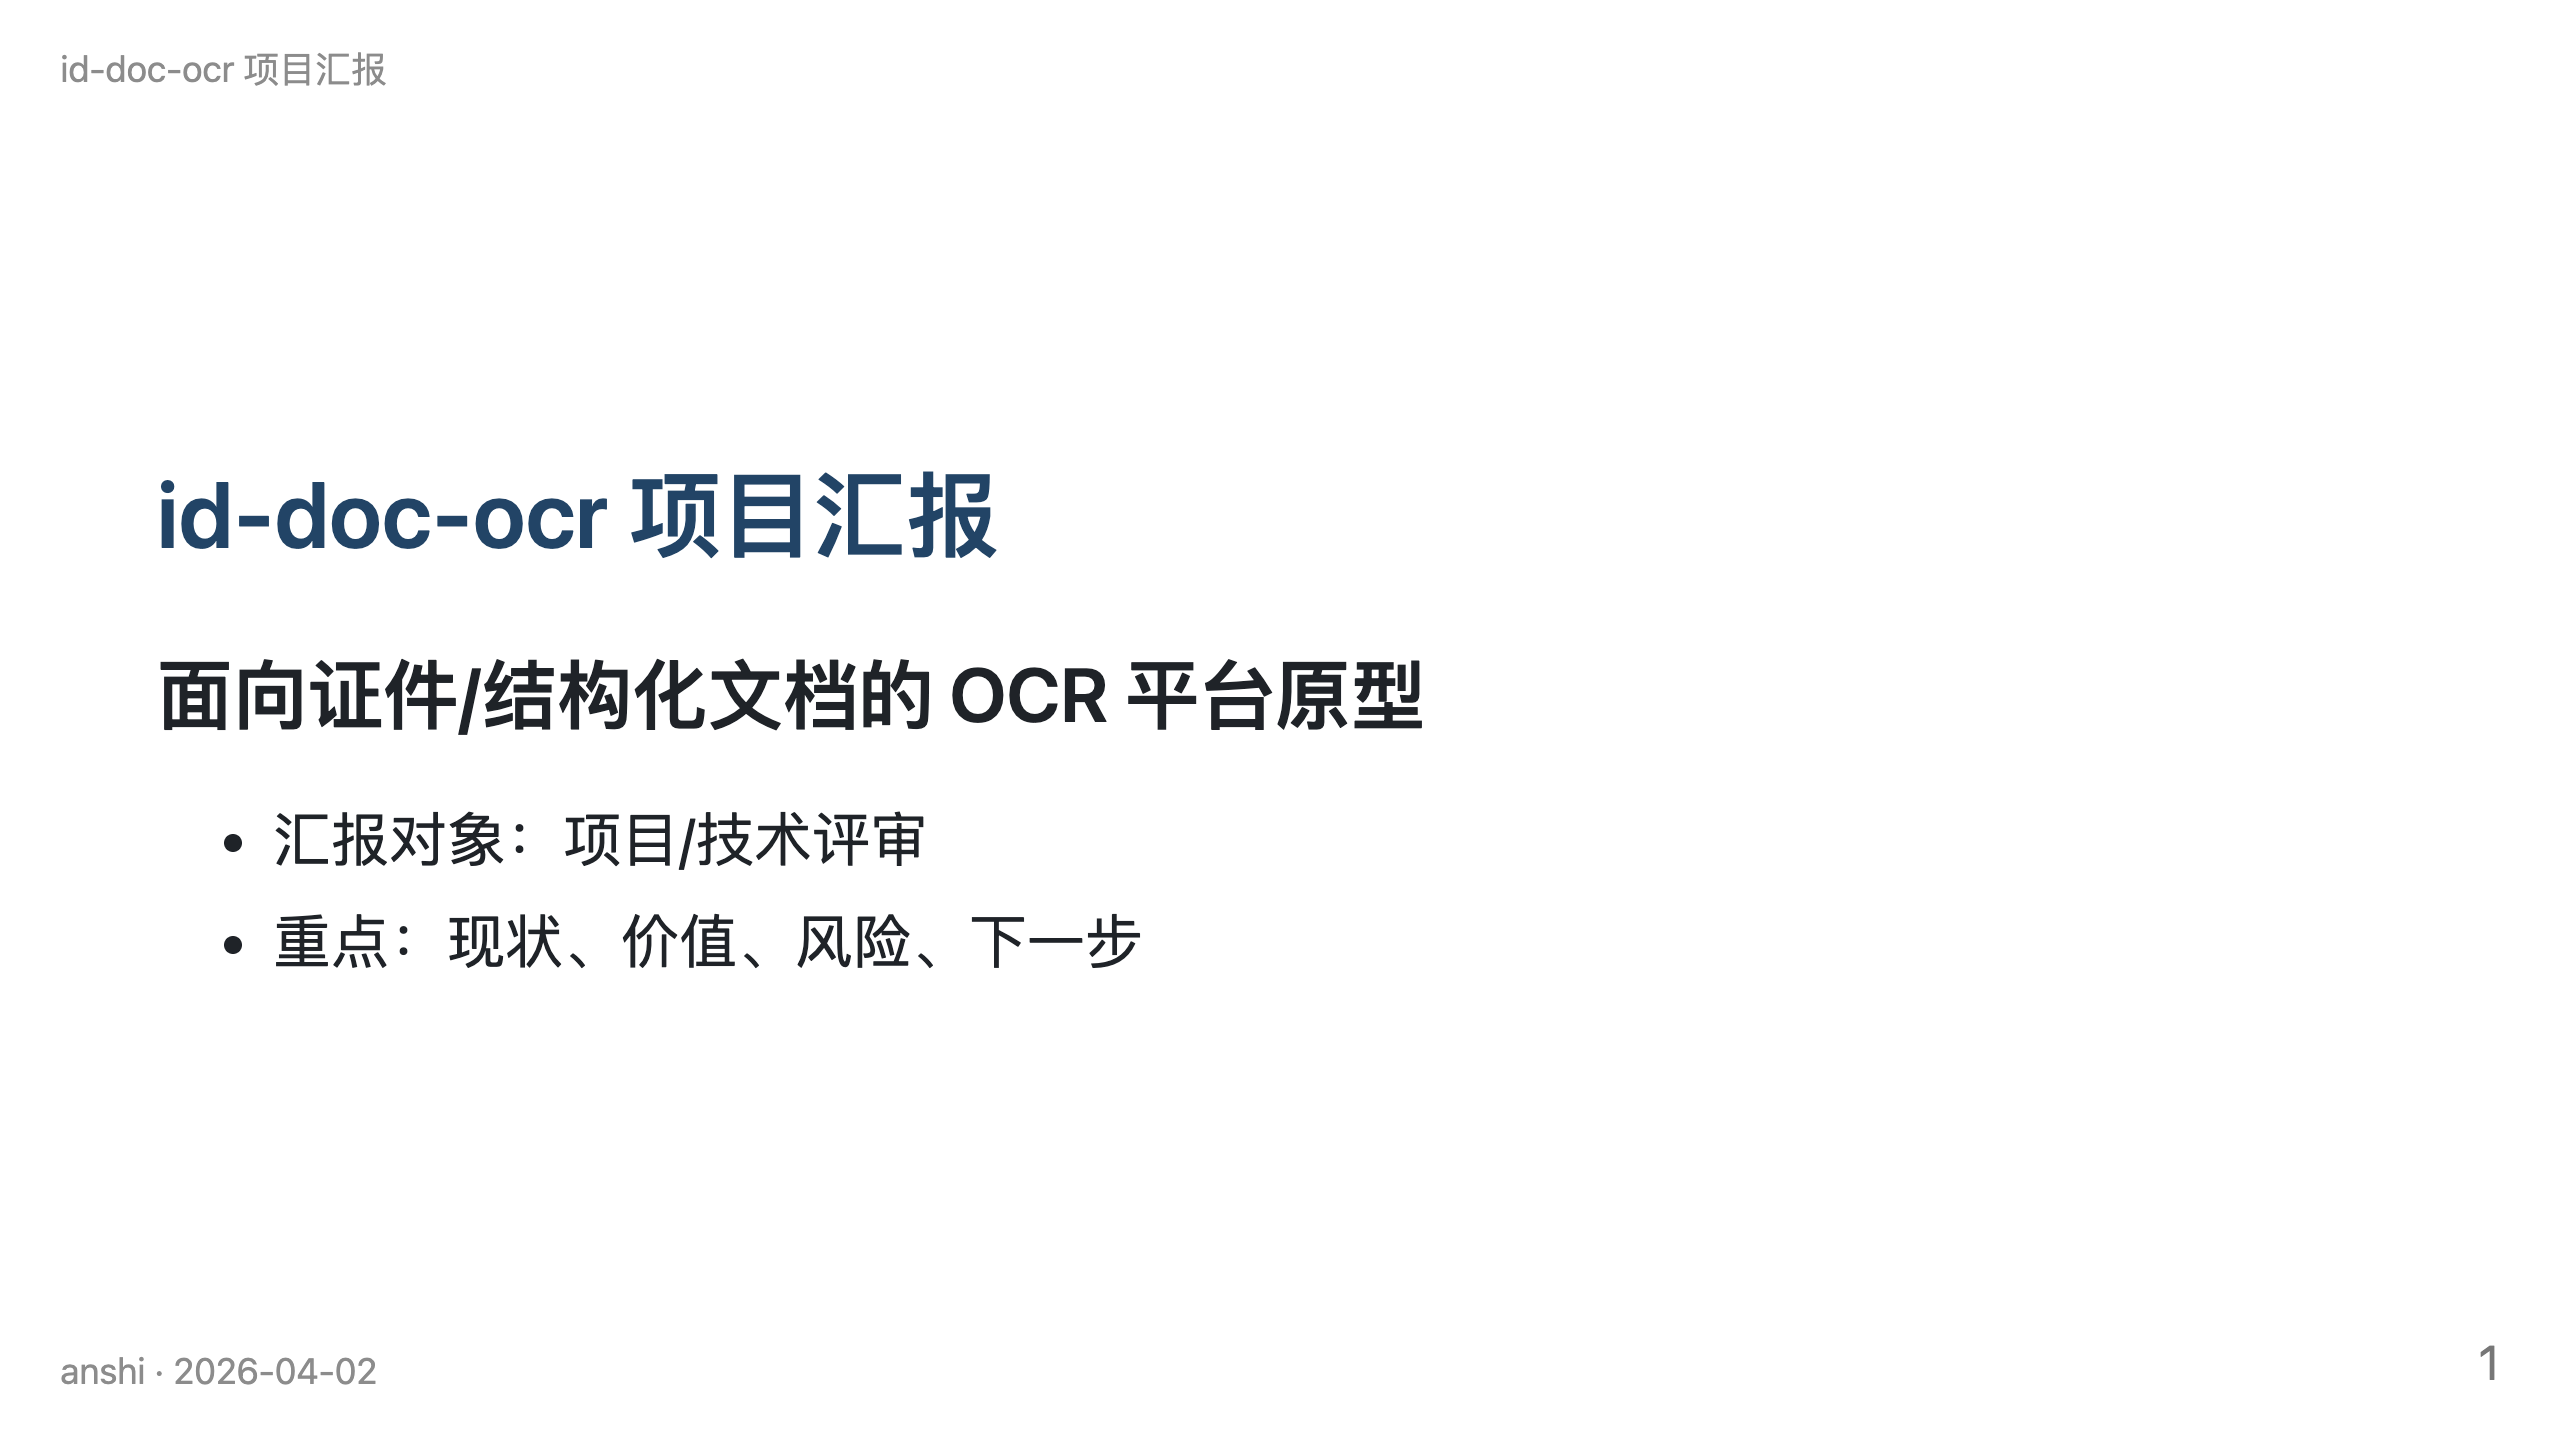 id-doc-ocr 项目汇报
id-doc-ocr 项目汇报
面向证件/结构化文档的 OCR 平台原型
• 汇报对象：项目/技术评审
• 重点：现状、价值、风险、下一步
anshi · 2026-04-02
1